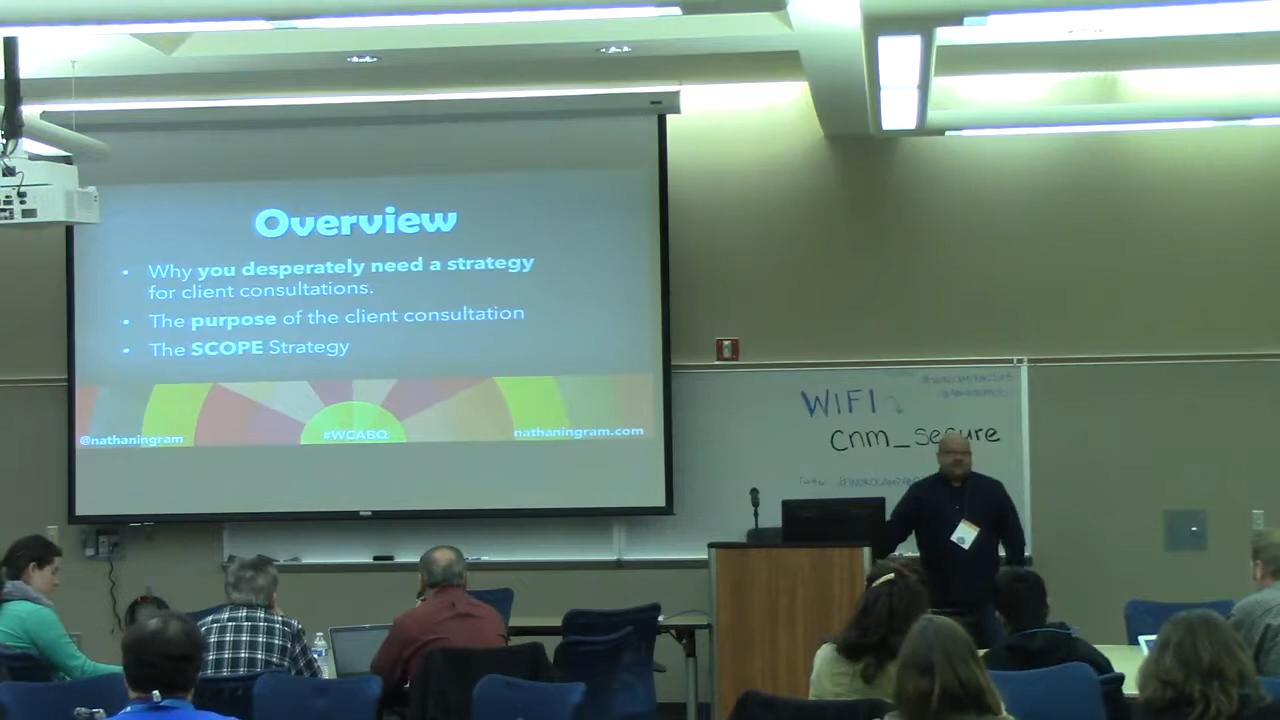 Overview
• Why you desperately need a strategy
for client consultations.
• The purpose of the client consultation
• The SCOPE Strategy
@nathaningram
#WCABQ
nathaningram.com
WIFI
cnm_secure
Twitter